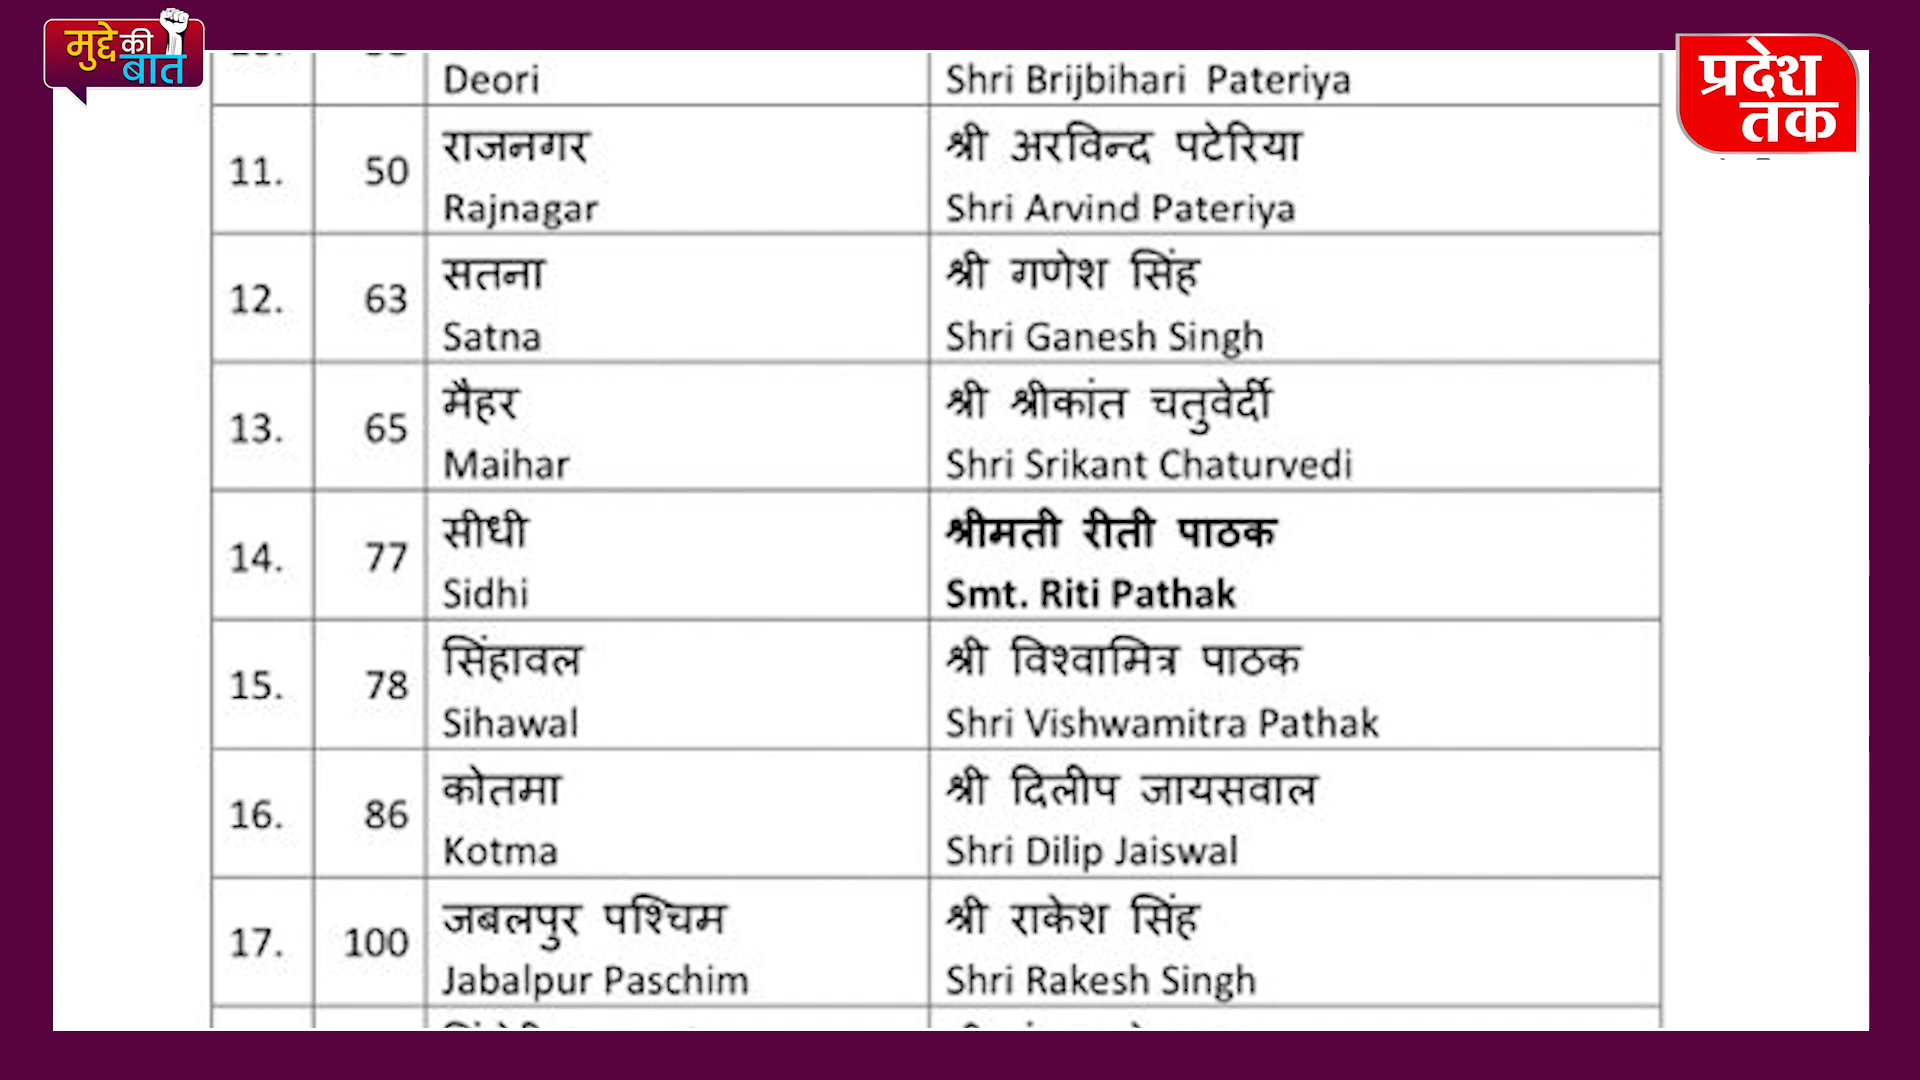 मुद्दे की
बात
प्रदेश
तक
Deori Shri Brijbihari Pateriya
11. 50 राजनगर श्री अरविन्द पटेरिया
Rajnagar Shri Arvind Pateriya
12. 63 सतना श्री गणेश सिंह
Satna Shri Ganesh Singh
13. 65 मैहर श्री श्रीकांत चतुर्वेदी
Maihar Shri Srikant Chaturvedi
14. 77 सीधी श्रीमती रीती पाठक
Sidhi Smt. Riti Pathak
15. 78 सिंहावल श्री विश्वामित्र पाठक
Sihawal Shri Vishwamitra Pathak
16. 86 कोतमा श्री दिलीप जायसवाल
Kotma Shri Dilip Jaiswal
17. 100 जबलपुर पश्चिम श्री राकेश सिंह
Jabalpur Paschim Shri Rakesh Singh